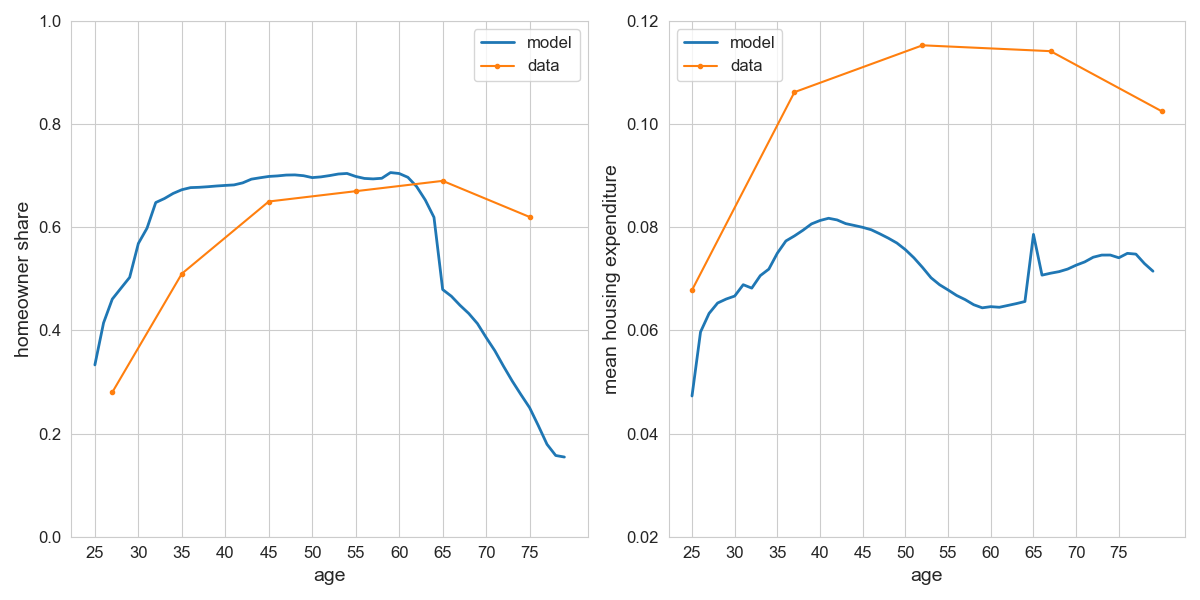 1.0
0.8
0.6
0.4
0.2
0.0
homeowner share
model
data
25 30 35 40 45 50 55 60 65 70 75
age
0.12
0.10
0.08
0.06
0.04
0.02
mean housing expenditure
model
data
25 30 35 40 45 50 55 60 65 70 75
age